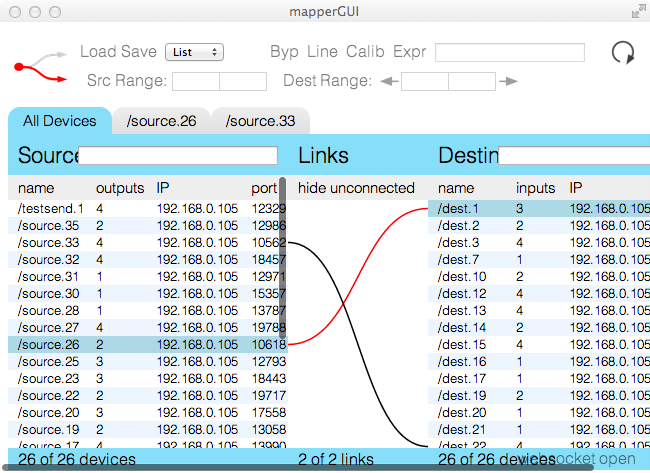 mapperGUI
Load Save List Byp Line Calib Expr
Src Range: Dest Range:
All Devices /source.26 /source.33
Source Links Destin
name outputs IP port hide unconnected name inputs IP
/testsend.1 4 192.168.0.105 12329 /dest.1 3 192.168.0.105
/source.35 2 192.168.0.105 12986 /dest.2 2 192.168.0.105
/source.33 4 192.168.0.105 10562 /dest.3 4 192.168.0.105
/source.32 4 192.168.0.105 18457 /dest.7 1 192.168.0.105
/source.31 1 192.168.0.105 12971 /dest.10 2 192.168.0.105
/source.30 1 192.168.0.105 15357 /dest.12 4 192.168.0.105
/source.28 1 192.168.0.105 13787 /dest.13 4 192.168.0.105
/source.27 4 192.168.0.105 19788 /dest.14 2 192.168.0.105
/source.26 2 192.168.0.105 10618 /dest.15 4 192.168.0.105
/source.25 3 192.168.0.105 12793 /dest.16 1 192.168.0.105
/source.23 3 192.168.0.105 18443 /dest.17 1 192.168.0.105
/source.22 2 192.168.0.105 19717 /dest.19 2 192.168.0.105
/source.20 3 192.168.0.105 17558 /dest.20 1 192.168.0.105
/source.19 2 192.168.0.105 13058 /dest.21 1 192.168.0.105
/source.17 4 192.168.0.105 13990 /dest.22 4 192.168.0.105
26 of 26 devices 2 of 2 links 26 of 26 devices open